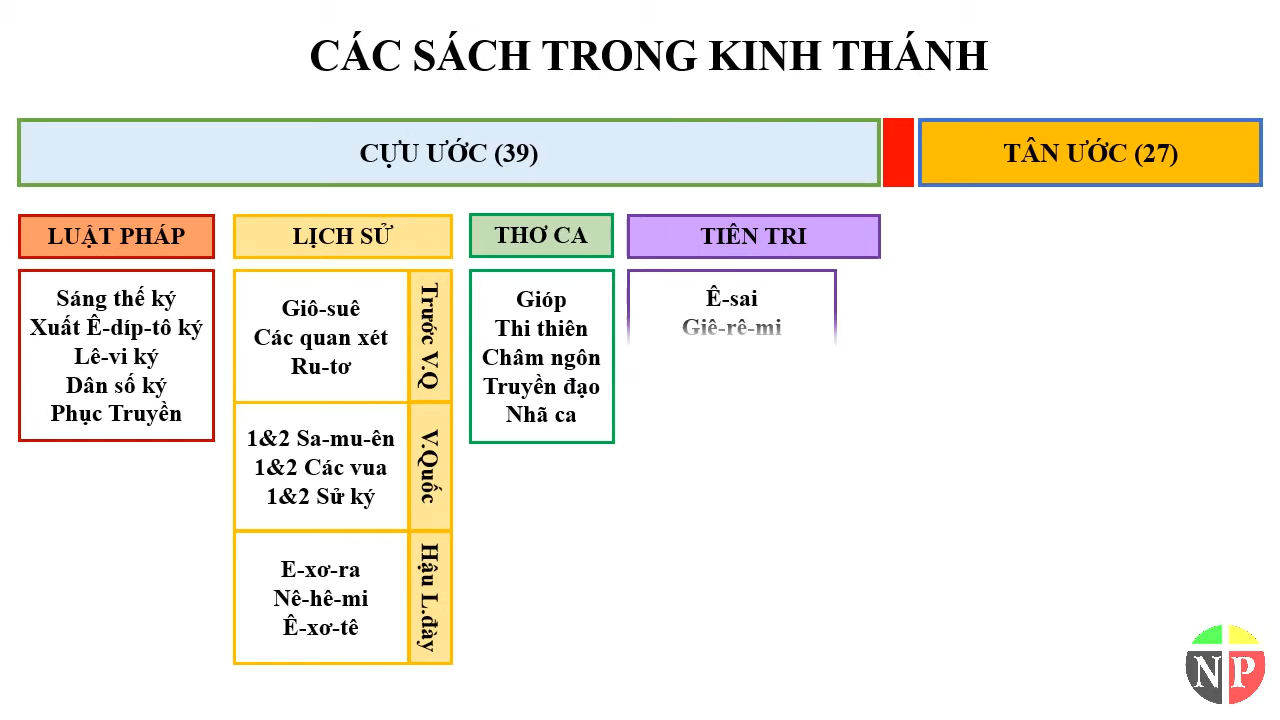 CÁC SÁCH TRONG KINH THÁNH
CỰU ƯỚC (39)
TÂN ƯỚC (27)
LUẬT PHÁP
Sáng thế ký
Xuất Ê-díp-tô ký
Lê-vi ký
Dân số ký
Phục Truyền
LỊCH SỬ
Giô-suê
Các quan xét
Ru-tơ
Trước V.Q
1&2 Sa-mu-ên
1&2 Các vua
1&2 Sử ký
V.Quốc
E-xơ-ra
Nê-hê-mi
Ê-xơ-tê
Hậu L.đày
THƠ CA
Gióp
Thi thiên
Châm ngôn
Truyền đạo
Nhã ca
TIÊN TRI
Ê-sai
Giê-rê-mi
NP